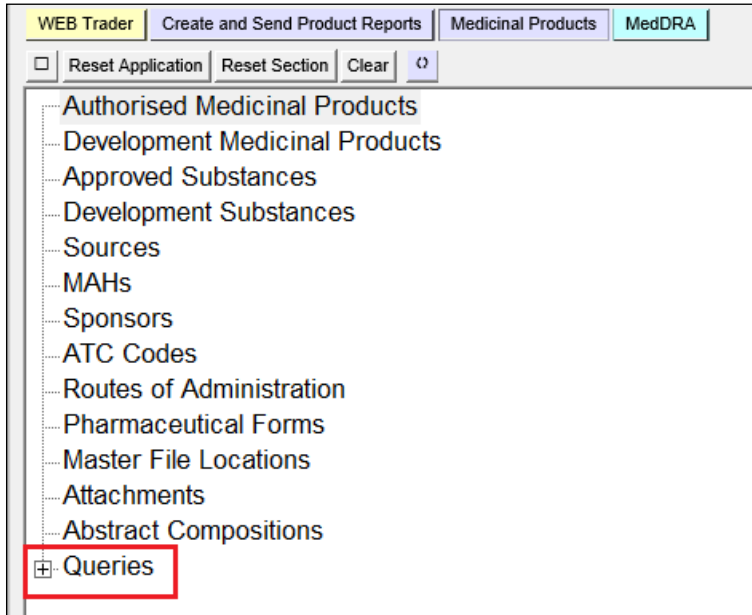 WEB Trader Create and Send Product Reports Medicinal Products MedDRA
Reset Application Reset Section Clear
Authorised Medicinal Products
Development Medicinal Products
Approved Substances
Development Substances
Sources
MAHs
Sponsors
ATC Codes
Routes of Administration
Pharmaceutical Forms
Master File Locations
Attachments
Abstract Compositions
Queries